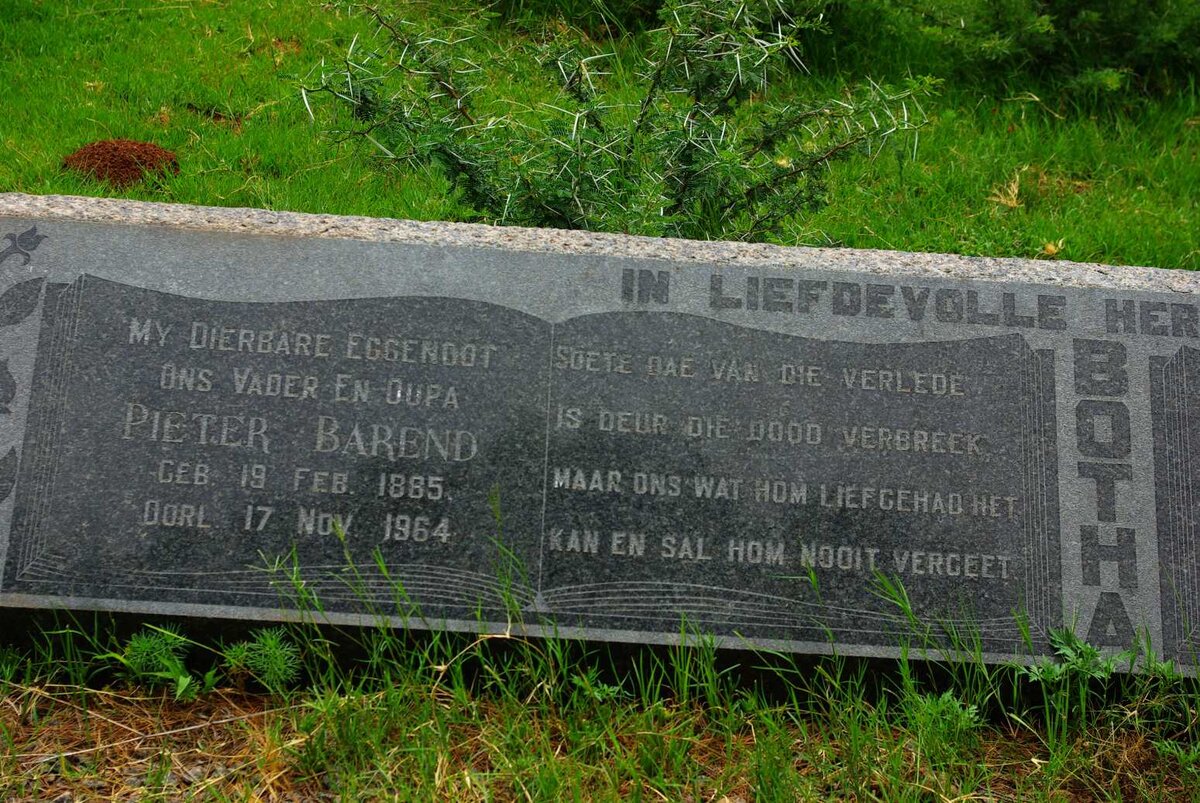 IN LIEFDEVOLLE HER
MY DIERBARE EGGENOOT
ONS VADER EN OUPA
PIETER BAREND
GEB. 19 FEB. 1885.
OORL 17 NOV. 1964
SOETE DAE VAN DIE VERLEDE
IS DEUR DIE DOOD VERBREEK
MAAR ONS WAT HOM LIEFGEHAD HET
KAN EN SAL HOM NOOIT VERGEET.
BOTHA